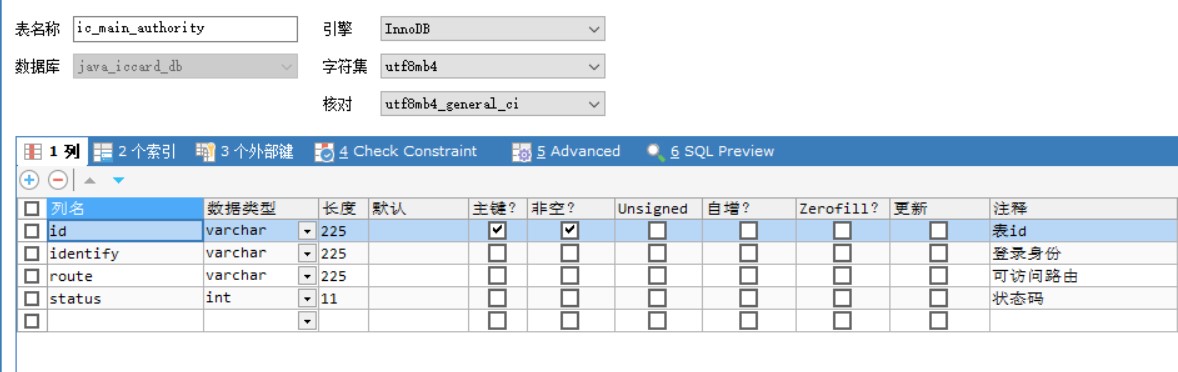 表名称 ic_main_authority 引擎 InnoDB
数据库 java_iccard_db 字符集 utf8mb4
核对 utf8mb4_general_ci
1 列 2 个索引 3 个外部键 4 Check Constraint 5 Advanced 6 SQL Preview
列名 数据类型 长度 默认 主键? 非空? Unsigned 自增? Zerofill? 更新 注释
id varchar 225 表id
identify varchar 225 登录身份
route varchar 225 可访问路由
status int 11 状态码